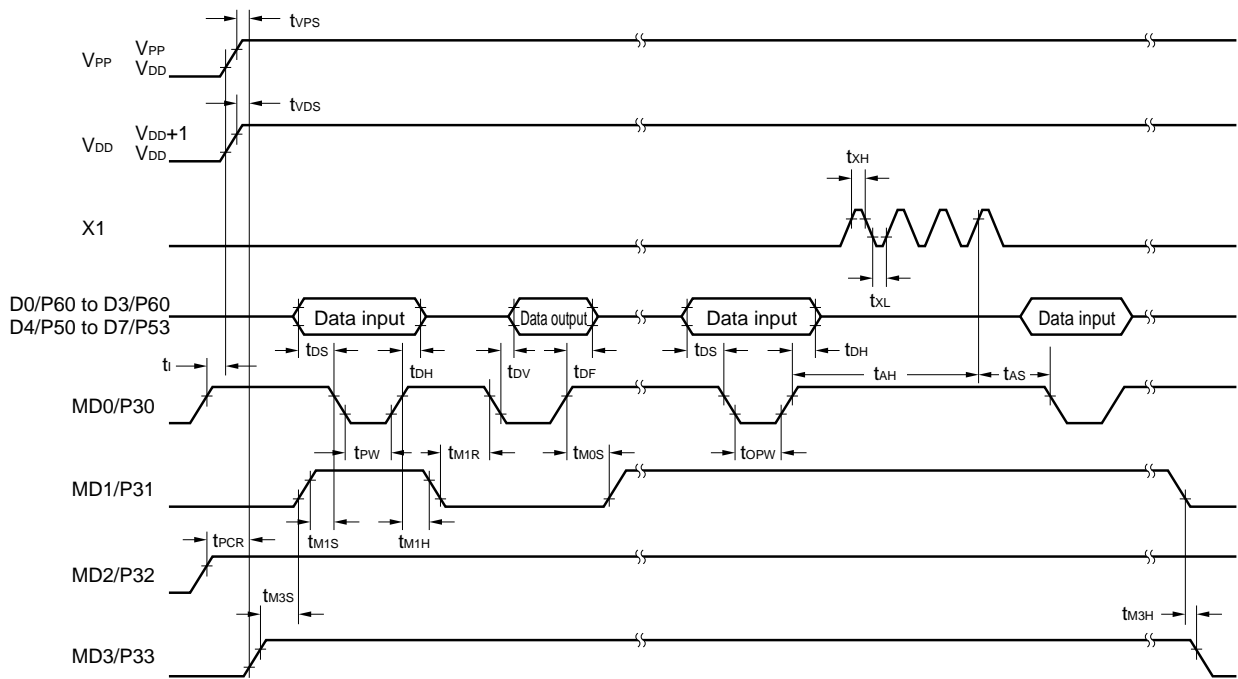 tVPS
VPP
VPP
VDD
tVDS
VDD
VDD+1
VDD
tXH
X1
tXL
D0/P60 to D3/P60
D4/P50 to D7/P53
Data input
Data output
Data input
Data input
tI
tDS
tDH
tDV
tDF
tDS
tDH
tAH
tAS
MD0/P30
tPW
tM1R
tM0S
tOPW
MD1/P31
tPCR
tM1S
tM1H
MD2/P32
tM3S
tM3H
MD3/P33